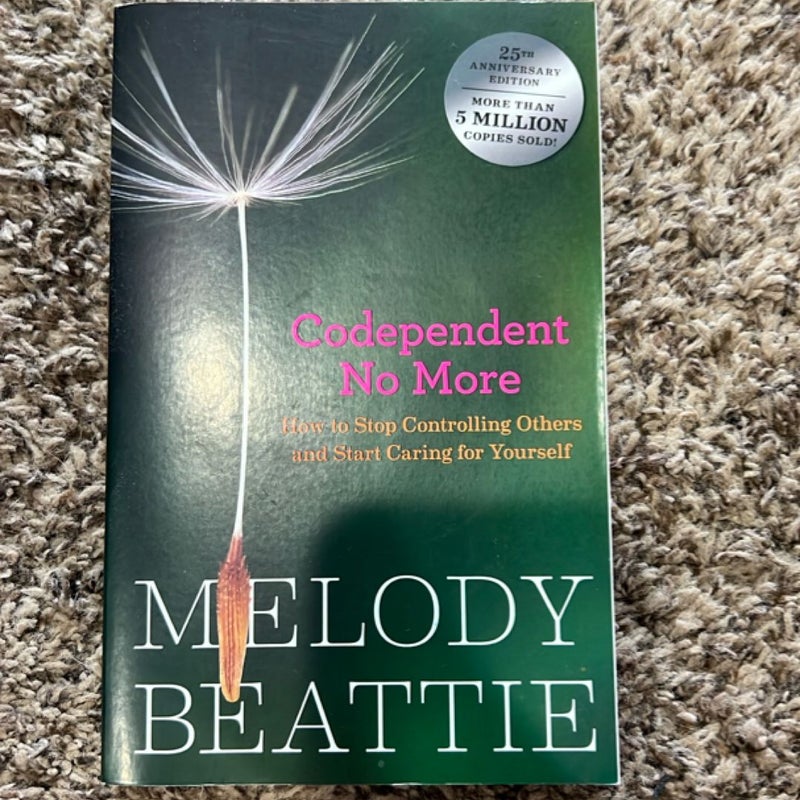 25TH
ANNIVERSARY
EDITION
MORE THAN
5 MILLION
COPIES SOLD!
Codependent
No More
How to Stop Controlling Others
and Start Caring for Yourself
MELODY
BEATTIE